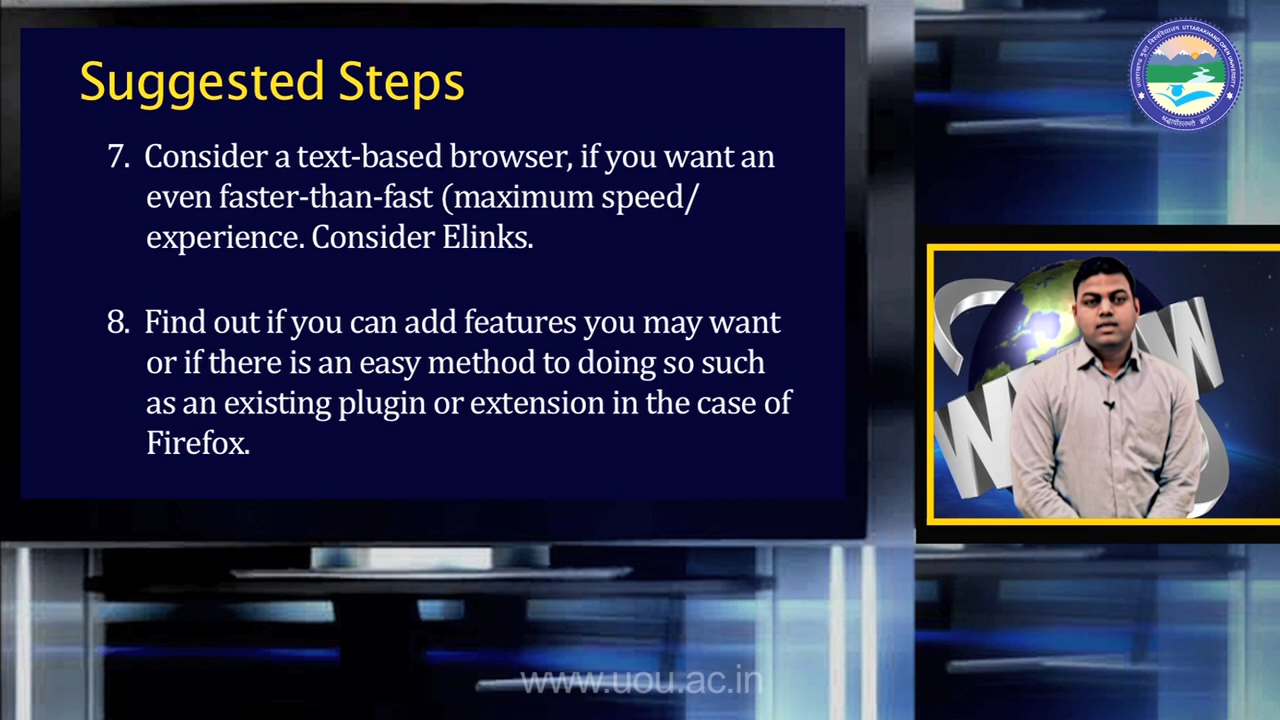 Suggested Steps
7. Consider a text-based browser, if you want an
even faster-than-fast (maximum speed/
experience. Consider Elinks.
8. Find out if you can add features you may want
or if there is an easy method to doing so such
as an existing plugin or extension in the case of
Firefox.
UTTARAKHAND OPEN UNIVERSITY
W
W
W
www.uou.ac.in